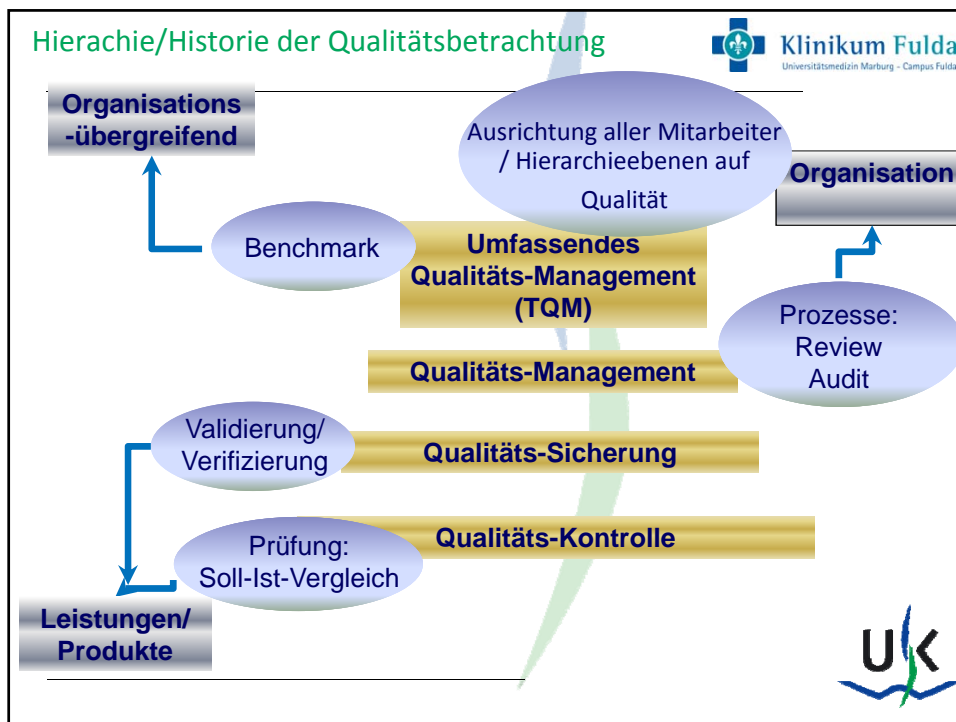 Hierachie/Historie der Qualitätsbetrachtung
Klinikum Fulda
Universitätsmedizin Marburg - Campus Fulda
Organisations
-übergreifend
Ausrichtung aller Mitarbeiter
/ Hierarchieebenen auf
Qualität
Organisation
Benchmark
Umfassendes
Qualitäts-Management
(TQM)
Prozesse:
Review
Audit
Qualitäts-Management
Validierung/
Verifizierung
Qualitäts-Sicherung
Qualitäts-Kontrolle
Prüfung:
Soll-Ist-Vergleich
Leistungen/
Produkte
UK